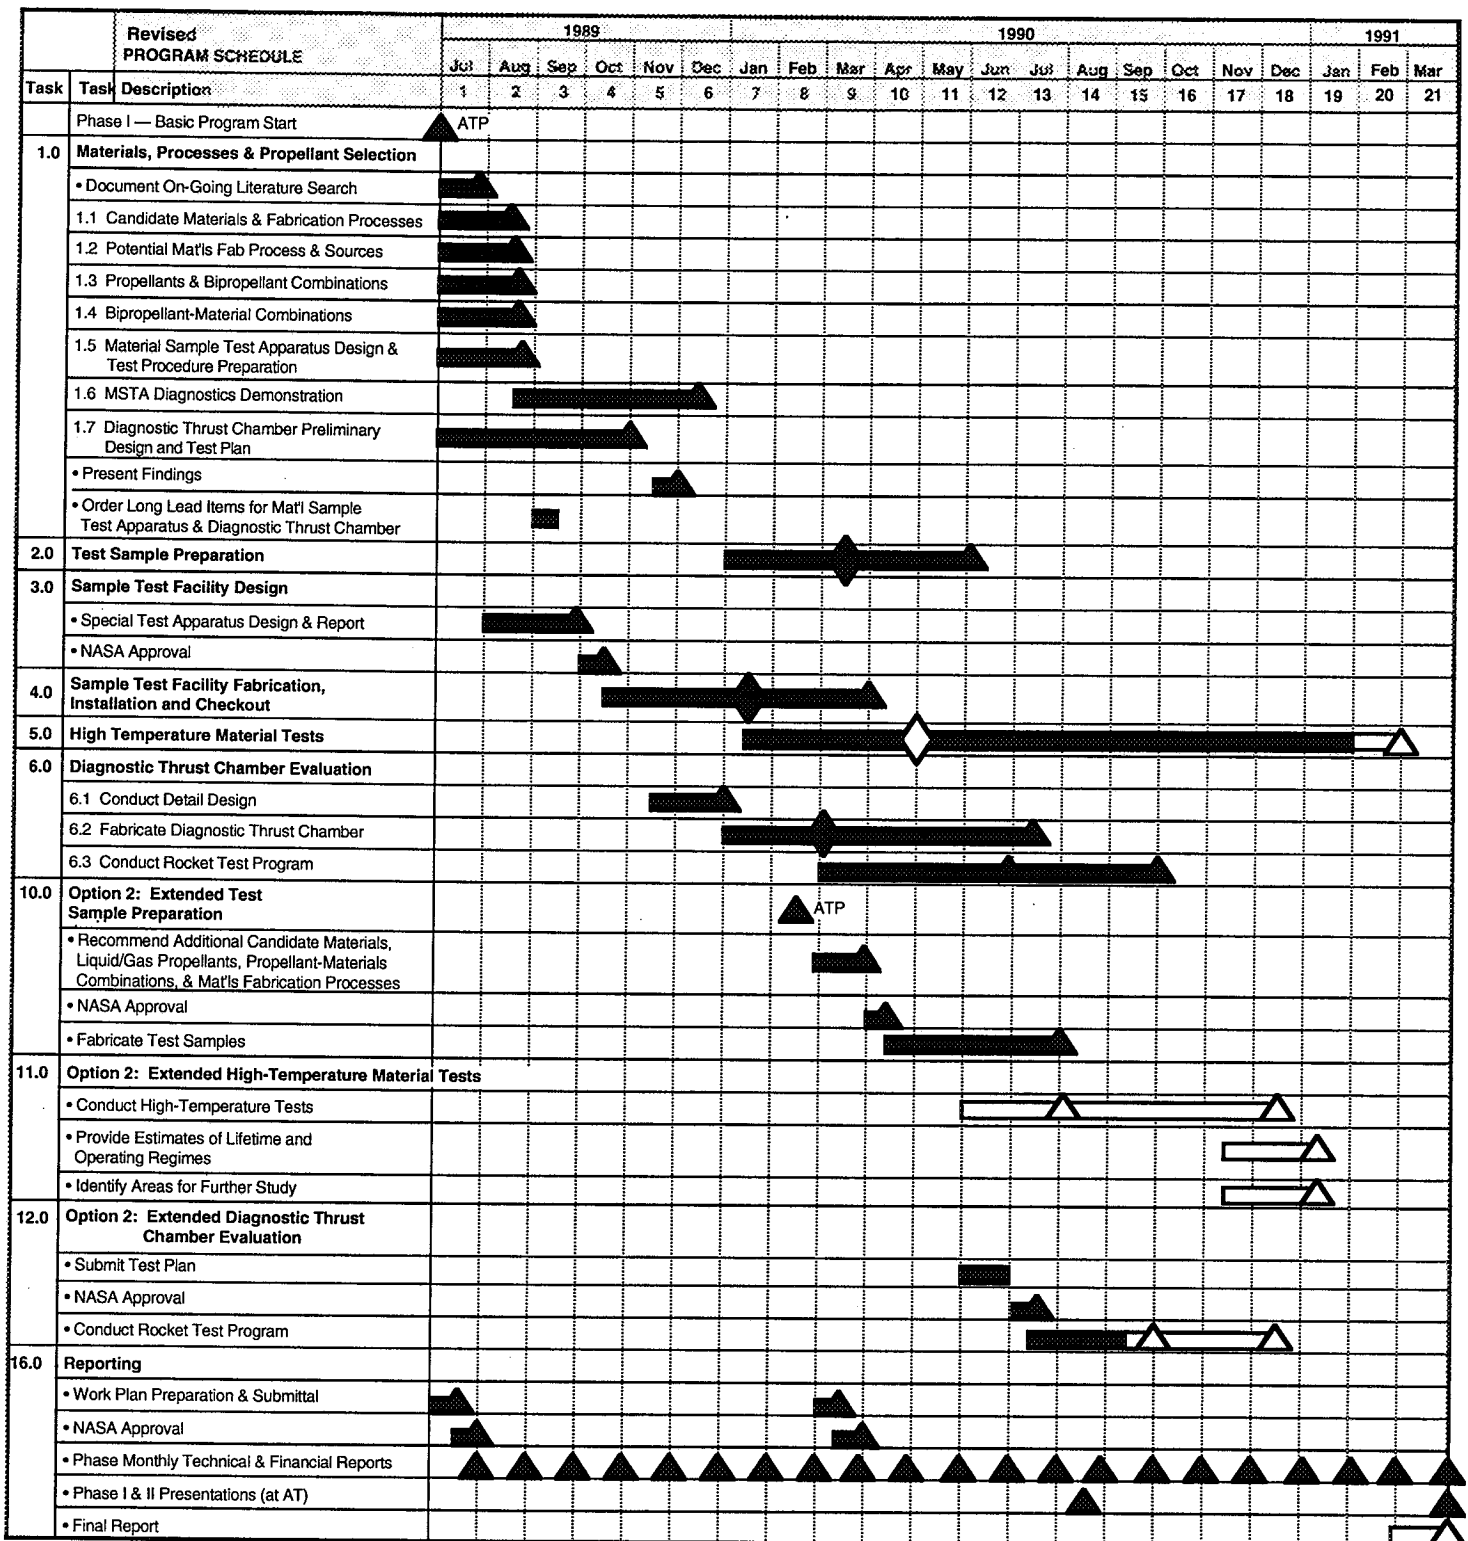 Revised
PROGRAM SCHEDULE
1989 1990 1991
Jul Aug Sep Oct Nov Dec Jan Feb Mar Apr May Jun Jul Aug Sep Oct Nov Dec Jan Feb Mar
Task Task Description 1 2 3 4 5 6 7 8 9 10 11 12 13 14 15 16 17 18 19 20 21
Phase I — Basic Program Start ATP
1.0 Materials, Processes & Propellant Selection
• Document On-Going Literature Search
1.1 Candidate Materials & Fabrication Processes
1.2 Potential Mat'ls Fab Process & Sources
1.3 Propellants & Bipropellant Combinations
1.4 Bipropellant-Material Combinations
1.5 Material Sample Test Apparatus Design &
Test Procedure Preparation
1.6 MSTA Diagnostics Demonstration
1.7 Diagnostic Thrust Chamber Preliminary
Design and Test Plan
• Present Findings
• Order Long Lead Items for Mat'l Sample
Test Apparatus & Diagnostic Thrust Chamber
2.0 Test Sample Preparation
3.0 Sample Test Facility Design
• Special Test Apparatus Design & Report
• NASA Approval
4.0 Sample Test Facility Fabrication,
Installation and Checkout
5.0 High Temperature Material Tests
6.0 Diagnostic Thrust Chamber Evaluation
6.1 Conduct Detail Design
6.2 Fabricate Diagnostic Thrust Chamber
6.3 Conduct Rocket Test Program
10.0 Option 2: Extended Test
Sample Preparation ATP
• Recommend Additional Candidate Materials,
Liquid/Gas Propellants, Propellant-Materials
Combinations, & Mat'ls Fabrication Processes
• NASA Approval
• Fabricate Test Samples
11.0 Option 2: Extended High-Temperature Material Tests
• Conduct High-Temperature Tests
• Provide Estimates of Lifetime and
Operating Regimes
• Identify Areas for Further Study
12.0 Option 2: Extended Diagnostic Thrust
Chamber Evaluation
• Submit Test Plan
• NASA Approval
• Conduct Rocket Test Program
16.0 Reporting
• Work Plan Preparation & Submittal
• NASA Approval
• Phase Monthly Technical & Financial Reports
• Phase I & II Presentations (at AT)
• Final Report